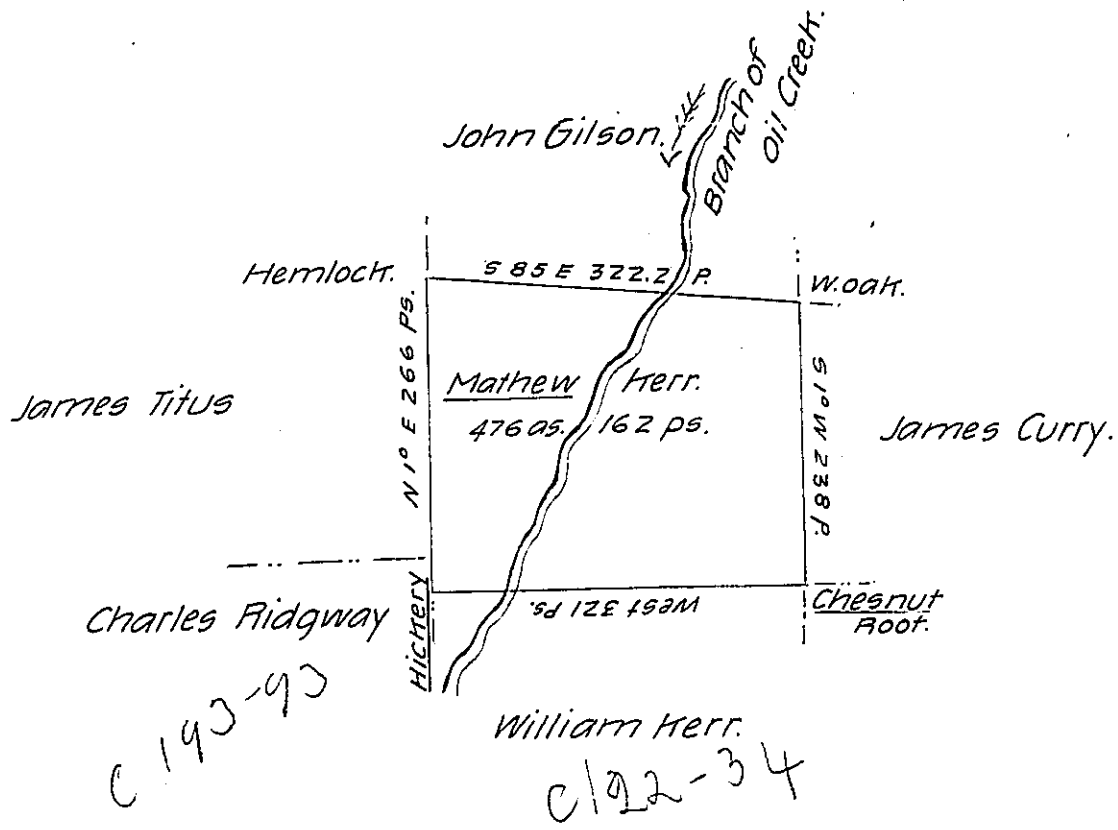 John Gilson.
Branch of
Oil Creek.
Hemlock.
S 85 E 322.2 P.
W.oak.
N 1° E 266 Ps.
James Titus
Mathew Kerr.
476 as. 162 ps.
S 1° W 238 P.
James Curry.
Charles Ridgway
Hickery
West 321 Ps.
Chesnut
Root.
William Kerr.
C 193-93
C 122-34